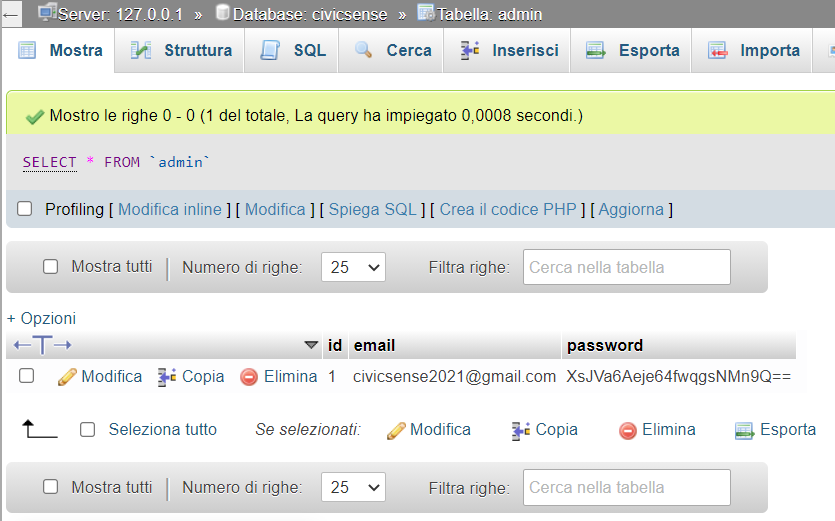 Server: 127.0.0.1 » Database: civicsense » Tabella: admin
Mostra Struttura SQL Cerca Inserisci Esporta Importa
Mostro le righe 0 - 0 (1 del totale, La query ha impiegato 0,0008 secondi.)
SELECT * FROM `admin`
Profiling [ Modifica inline ] [ Modifica ] [ Spiega SQL ] [ Crea il codice PHP ] [ Aggiorna ]
Mostra tutti Numero di righe: 25 Filtra righe: Cerca nella tabella
+ Opzioni
←T→ id email password
Modifica Copia Elimina 1 civicsense2021@gmail.com XsJVa6Aeje64fwqgsNMn9Q==
Seleziona tutto Se selezionati: Modifica Copia Elimina Esporta
Mostra tutti Numero di righe: 25 Filtra righe: Cerca nella tabella